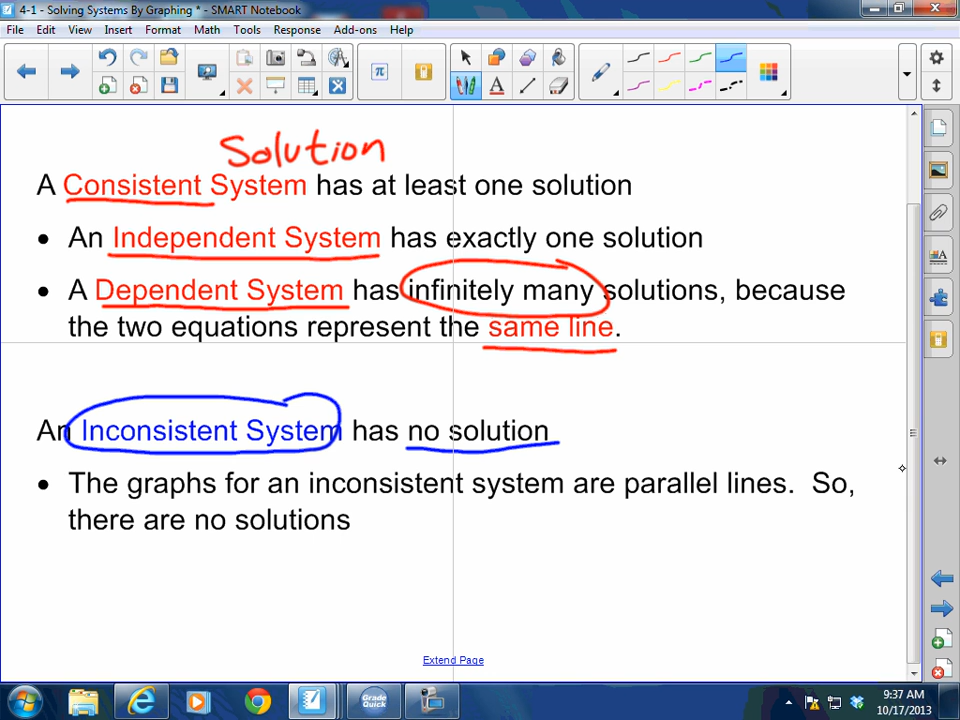 4-1 - Solving Systems By Graphing * - SMART Notebook
File Edit View Insert Format Math Tools Response Add-ons Help
Solution
A Consistent System has at least one solution
• An Independent System has exactly one solution
• A Dependent System has infinitely many solutions, because
the two equations represent the same line.
An Inconsistent System has no solution
• The graphs for an inconsistent system are parallel lines. So,
there are no solutions
Extend Page
Grade
Quick
9:37 AM
10/17/2013